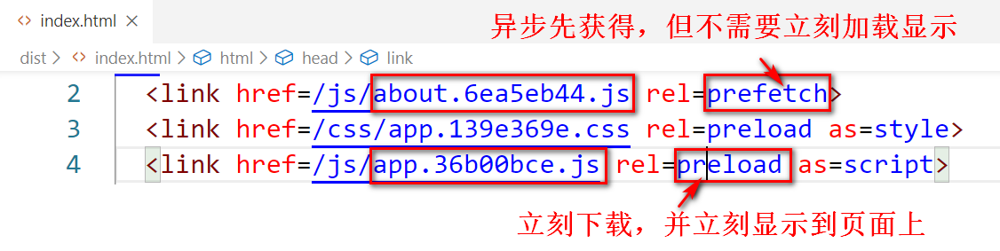 index.html
异步先获得，但不需要立刻加载显示
dist > index.html > html > head > link
2 <link href=/js/about.6ea5eb44.js rel=prefetch>
3 <link href=/css/app.139e369e.css rel=preload as=style>
4 <link href=/js/app.36b00bce.js rel=preload as=script>
立刻下载，并立刻显示到页面上